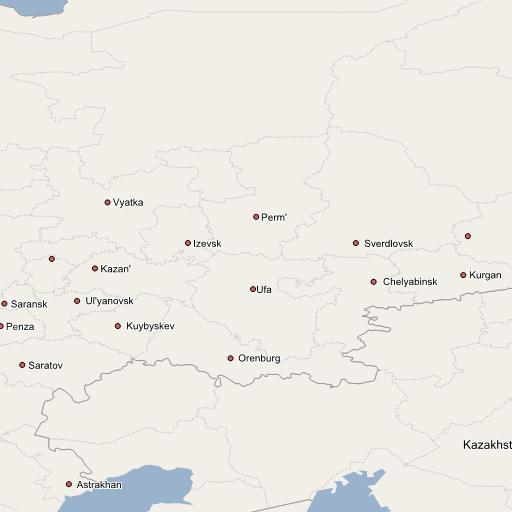 Vyatka
Perm'
Izevsk
Sverdlovsk
Kazan'
Kurgan
Chelyabinsk
Ufa
Ul'yanovsk
Saransk
Penza
Kuybyskev
Orenburg
Saratov
Kazakhst
Astrakhan